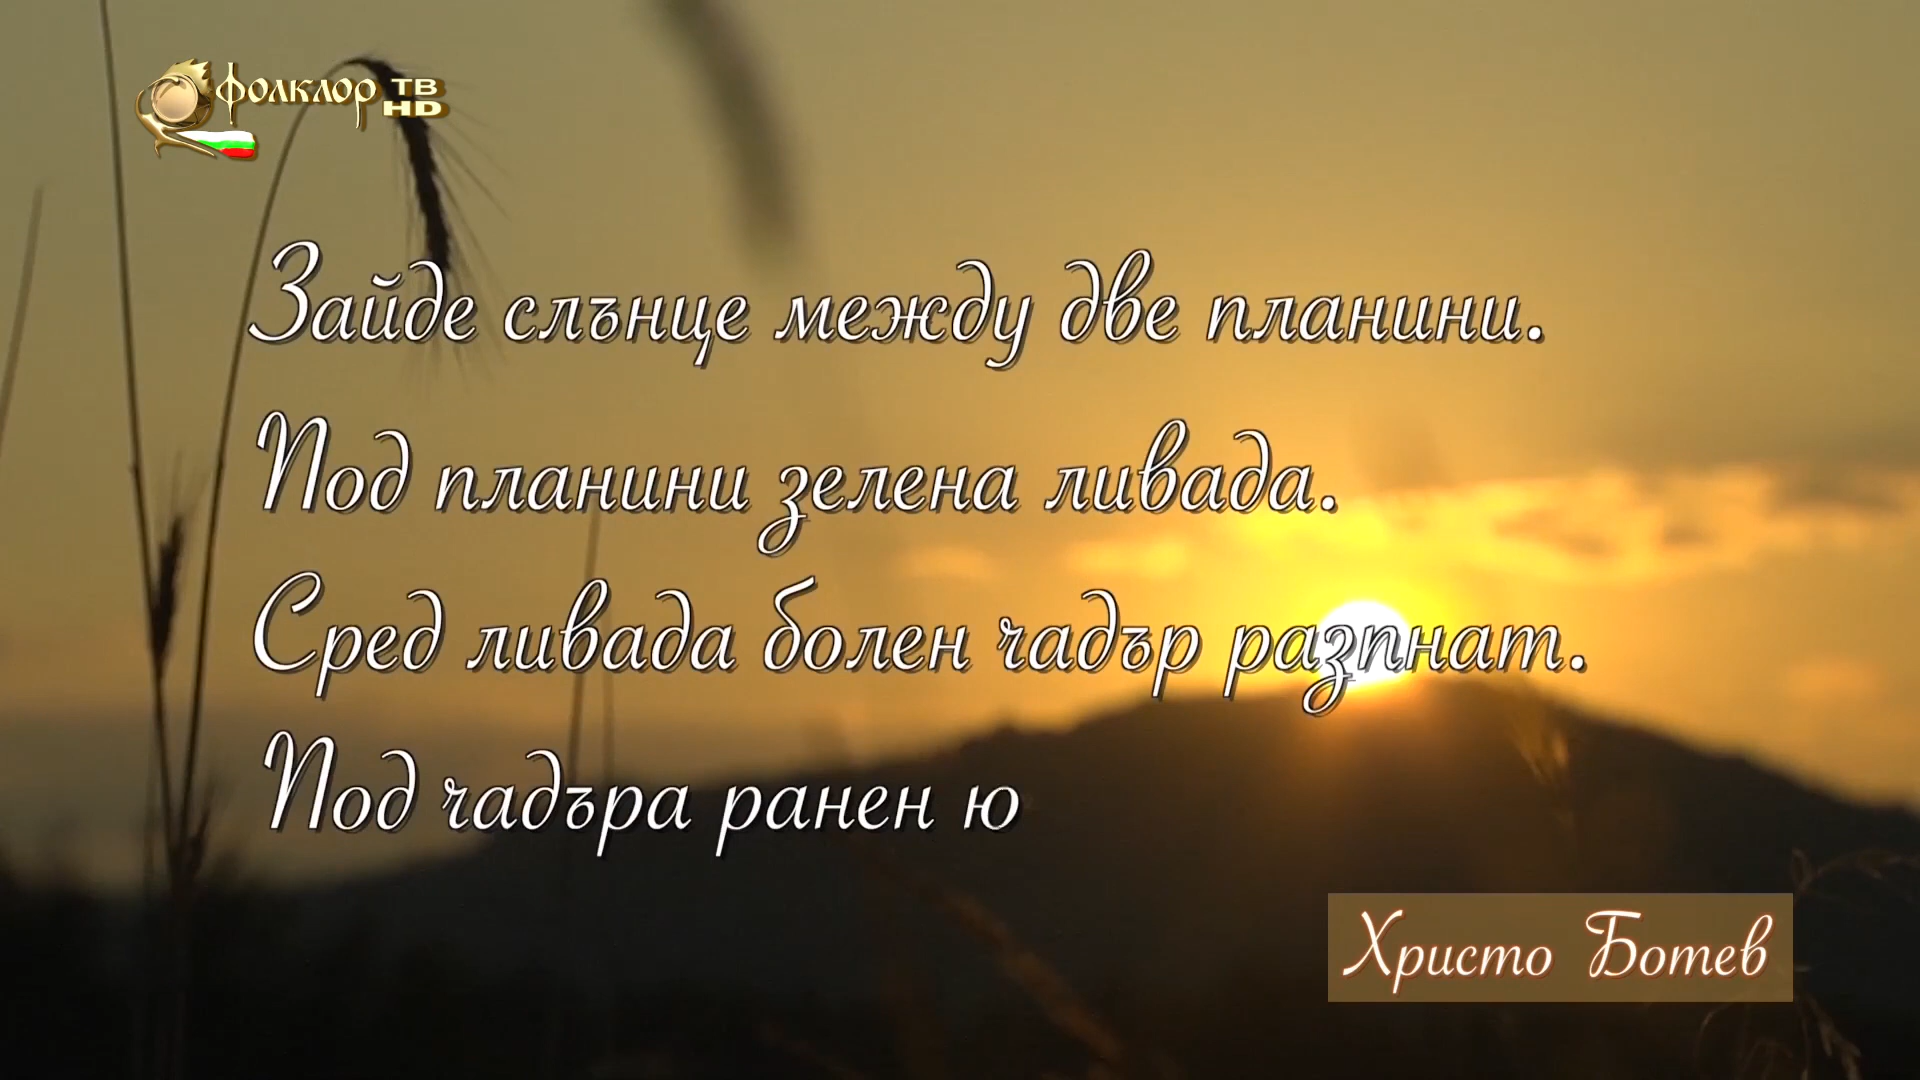 фолклор ТВ HD
Зайде слънце между две планини.
Под планини зелена ливада.
Сред ливада болен чадър разпнат.
Под чадъра ранен ю
Христо Ботев